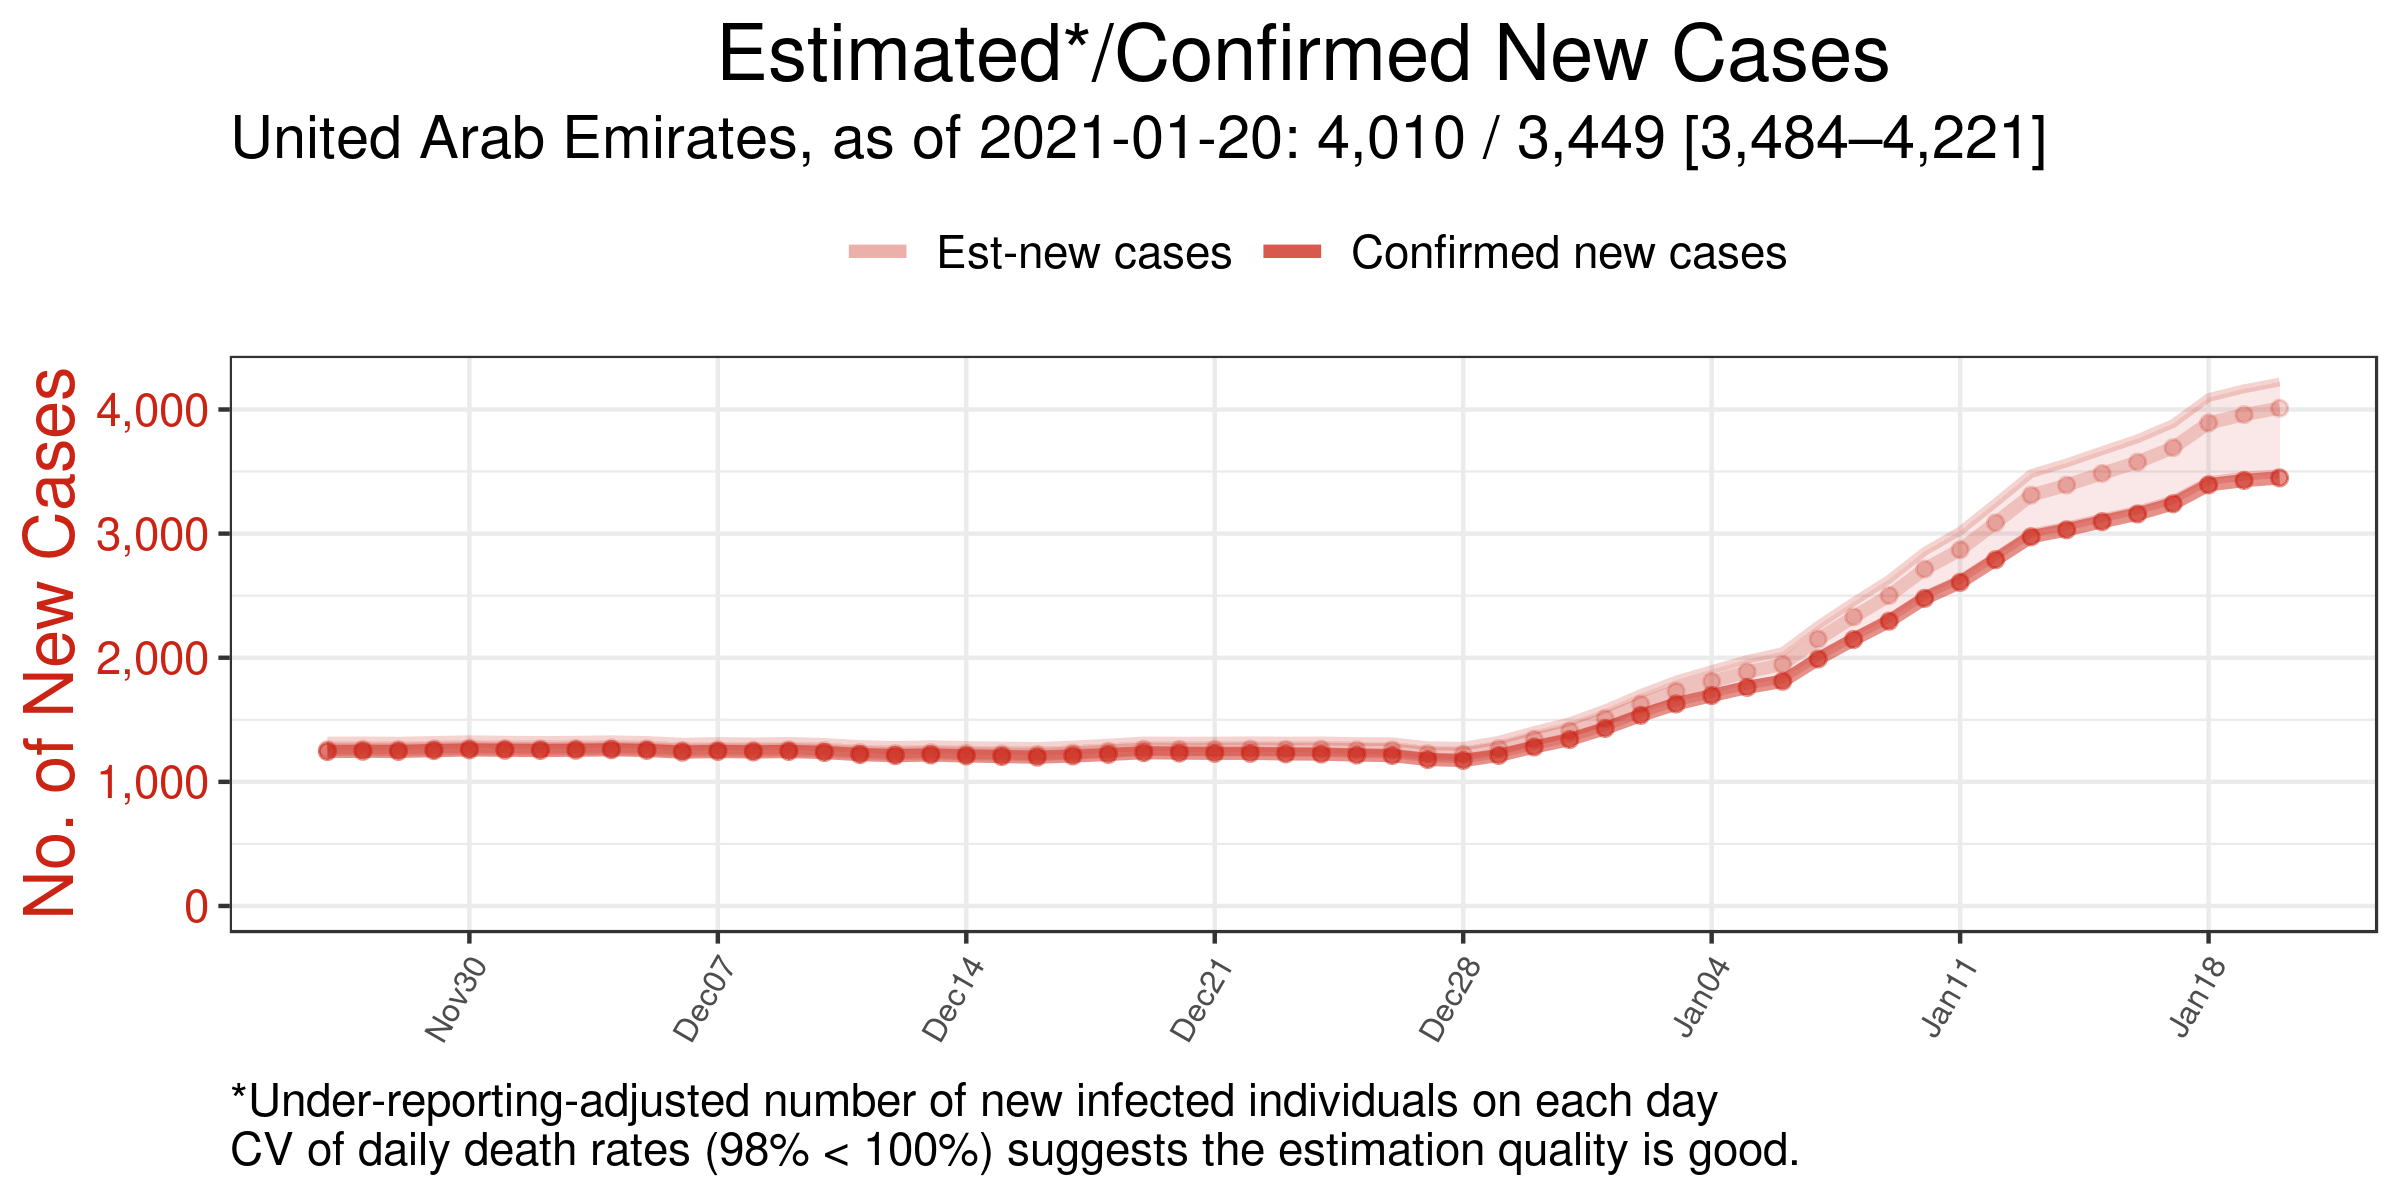 Estimated*/Confirmed New Cases
United Arab Emirates, as of 2021-01-20: 4,010 / 3,449 [3,484–4,221]
Est-new cases
Confirmed new cases
No. of New Cases
4,000
3,000
2,000
1,000
0
Nov30
Dec07
Dec14
Dec21
Dec28
Jan04
Jan11
Jan18
*Under-reporting-adjusted number of new infected individuals on each day
CV of daily death rates (98% < 100%) suggests the estimation quality is good.